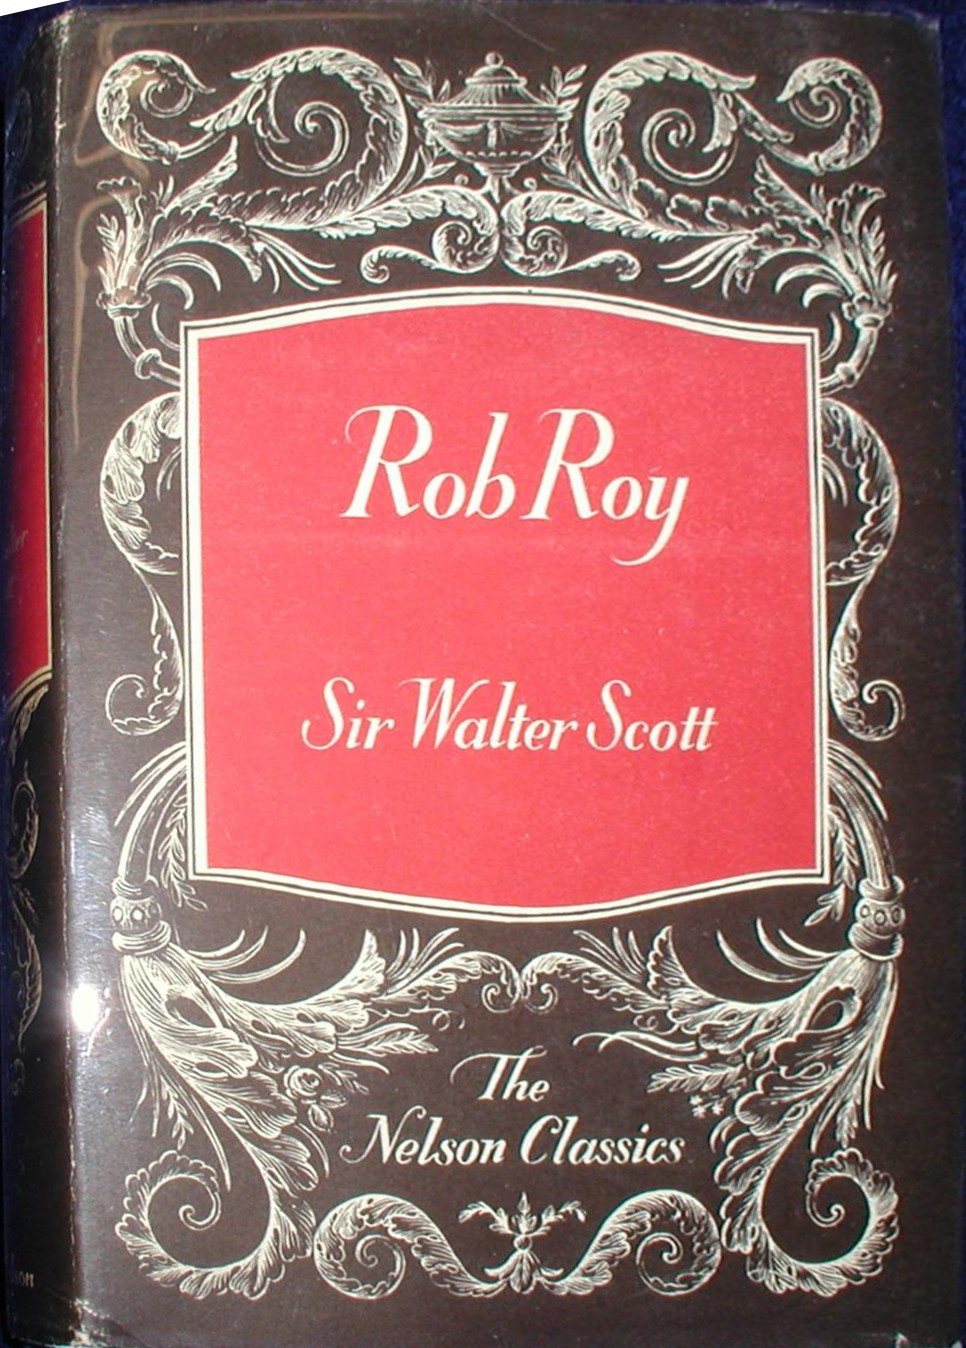 Rob Roy
Sir Walter Scott
The
Nelson Classics